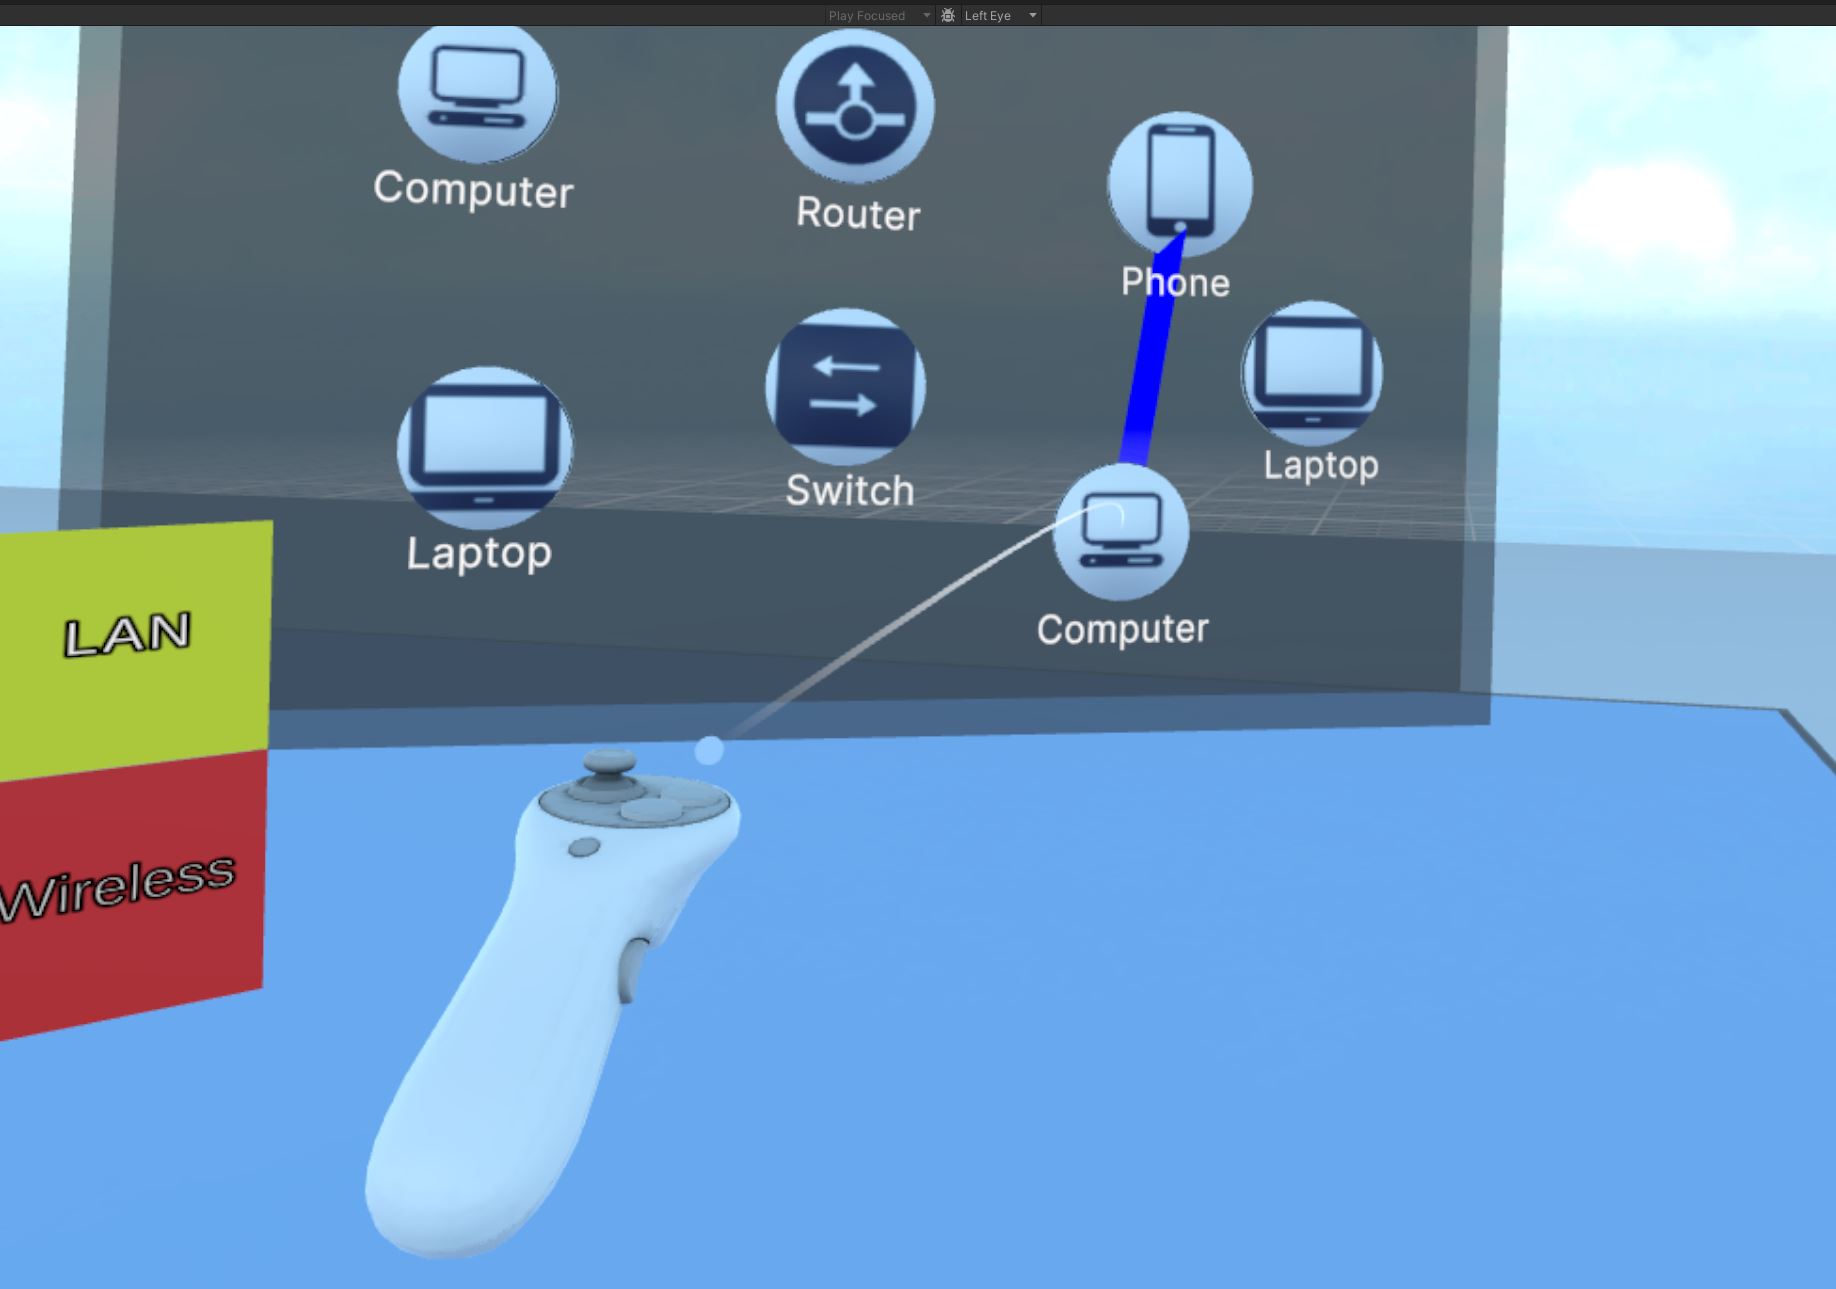 Play Focused
Left Eye
Computer
Router
Phone
Laptop
Switch
Laptop
Computer
LAN
Wireless